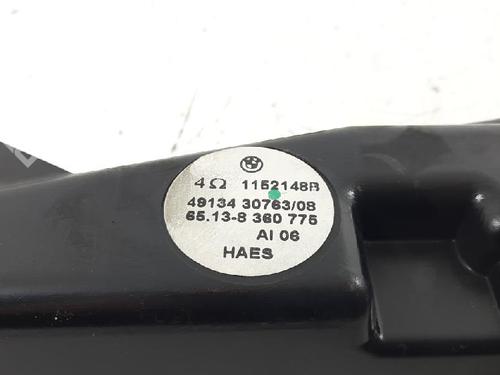 4Ω 1152148B
49134 30763/08
65.13-8 360 775
AI 06
HAES